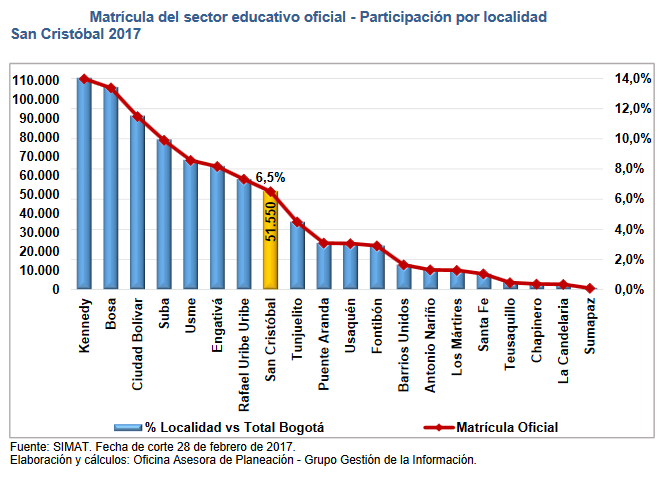 Matrícula del sector educativo oficial - Participación por localidad
San Cristóbal 2017
110.000
100.000
90.000
80.000
70.000
60.000
50.000
40.000
30.000
20.000
10.000
0
14,0%
12,0%
10,0%
8,0%
6,0%
4,0%
2,0%
0,0%
6,5%
51.550
Kennedy
Bosa
Ciudad Bolívar
Suba
Usme
Engativá
Rafael Uribe Uribe
San Cristóbal
Tunjuelito
Puente Aranda
Usaquén
Fontibón
Barrios Unidos
Antonio Nariño
Los Mártires
Santa Fe
Teusaquillo
Chapinero
La Candelaria
Sumapaz
% Localidad vs Total Bogotá
Matrícula Oficial
Fuente: SIMAT. Fecha de corte 28 de febrero de 2017.
Elaboración y cálculos: Oficina Asesora de Planeación - Grupo Gestión de la Información.